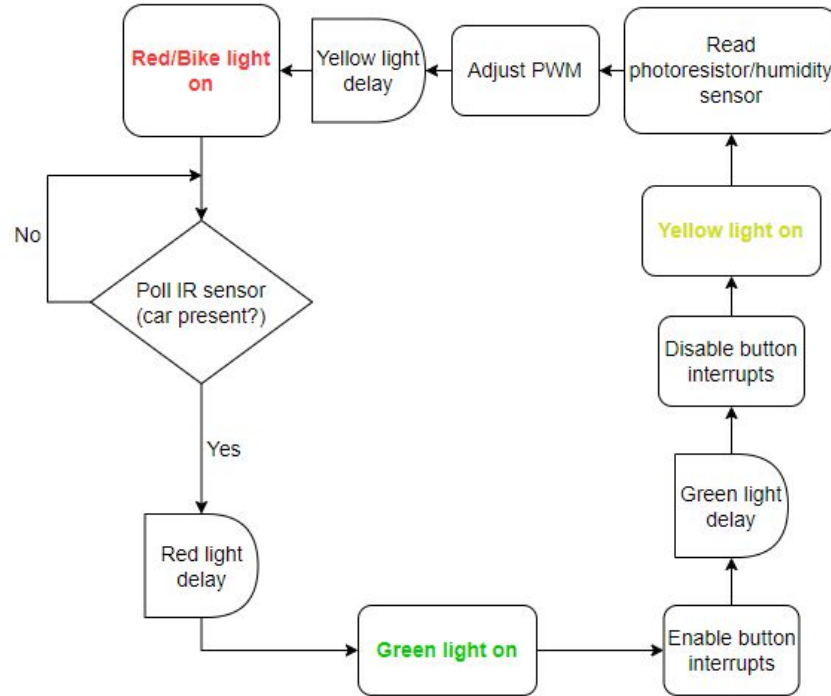 Red/Bike light
on
Yellow light
delay
Adjust PWM
Read
photoresistor/humidity
sensor
No
Poll IR sensor
(car present?)
Yes
Red light
delay
Green light on
Enable button
interrupts
Green light
delay
Disable button
interrupts
Yellow light on